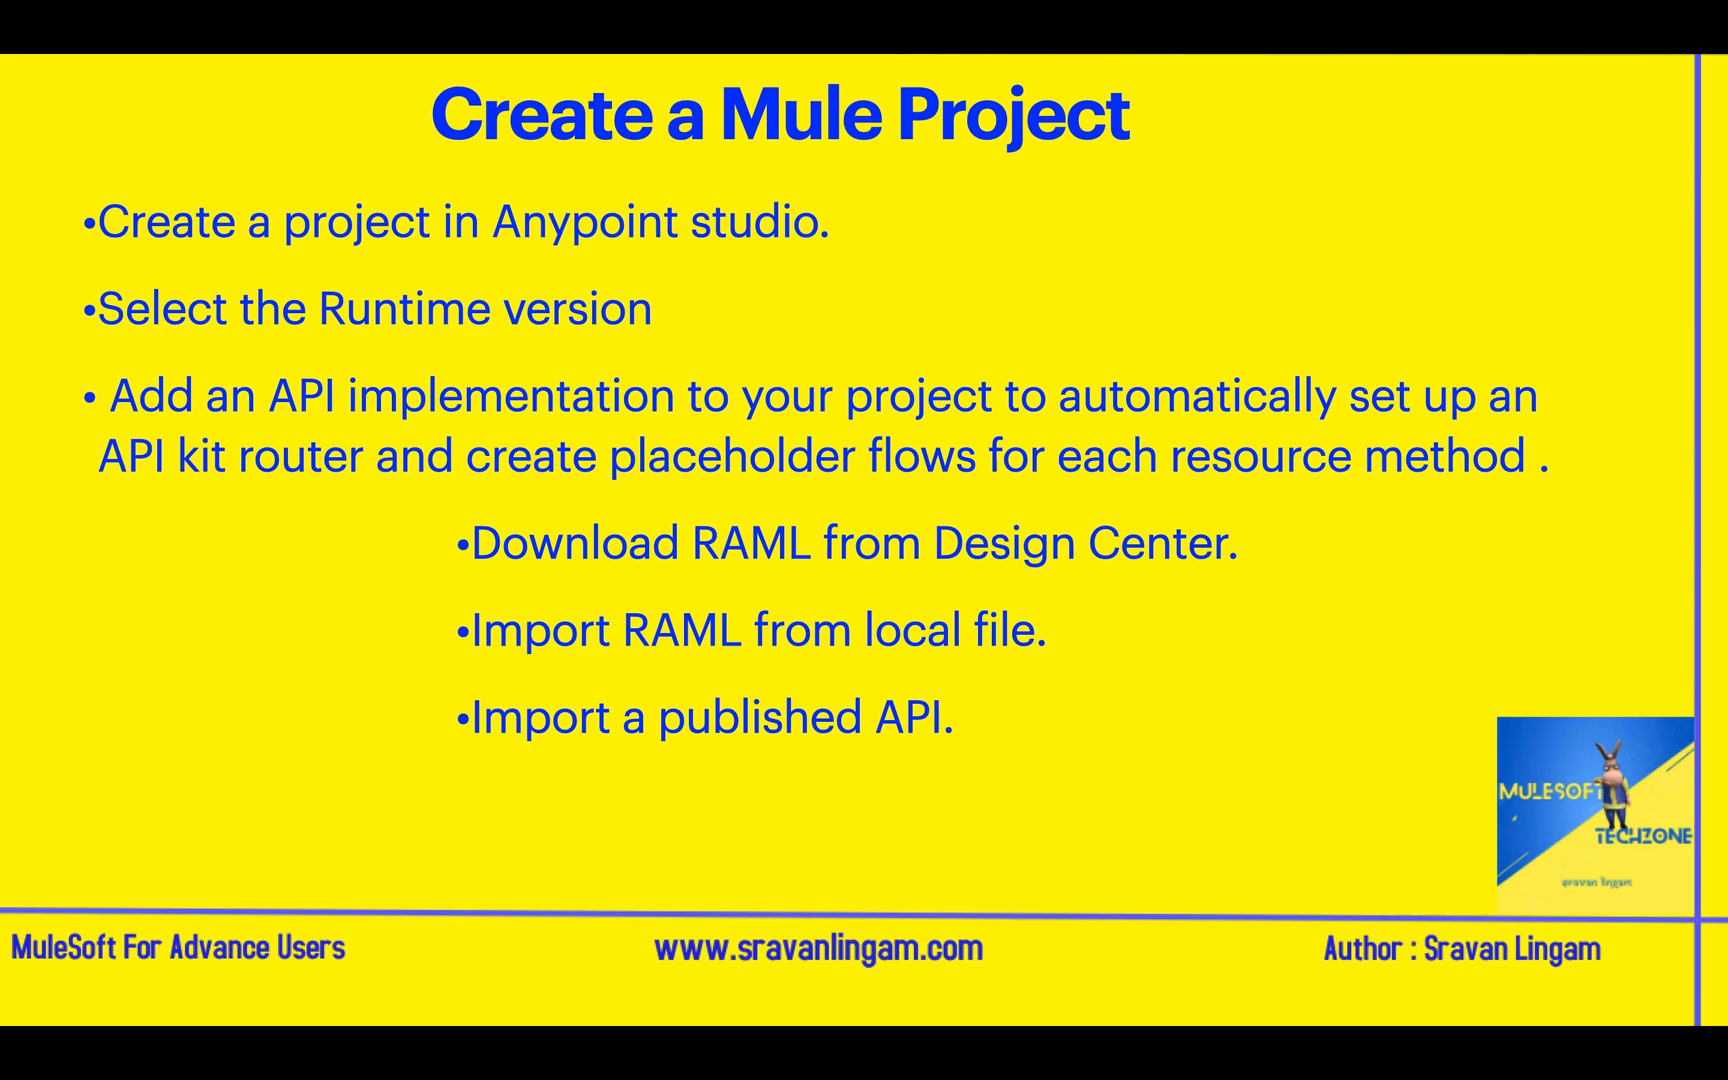 Create a Mule Project
•Create a project in Anypoint studio.
•Select the Runtime version
• Add an API implementation to your project to automatically set up an
API kit router and create placeholder flows for each resource method .
•Download RAML from Design Center.
•Import RAML from local file.
•Import a published API.
MULESOFT
TECHZONE
sravan lingam
MuleSoft For Advance Users
www.sravanlingam.com
Author : Sravan Lingam